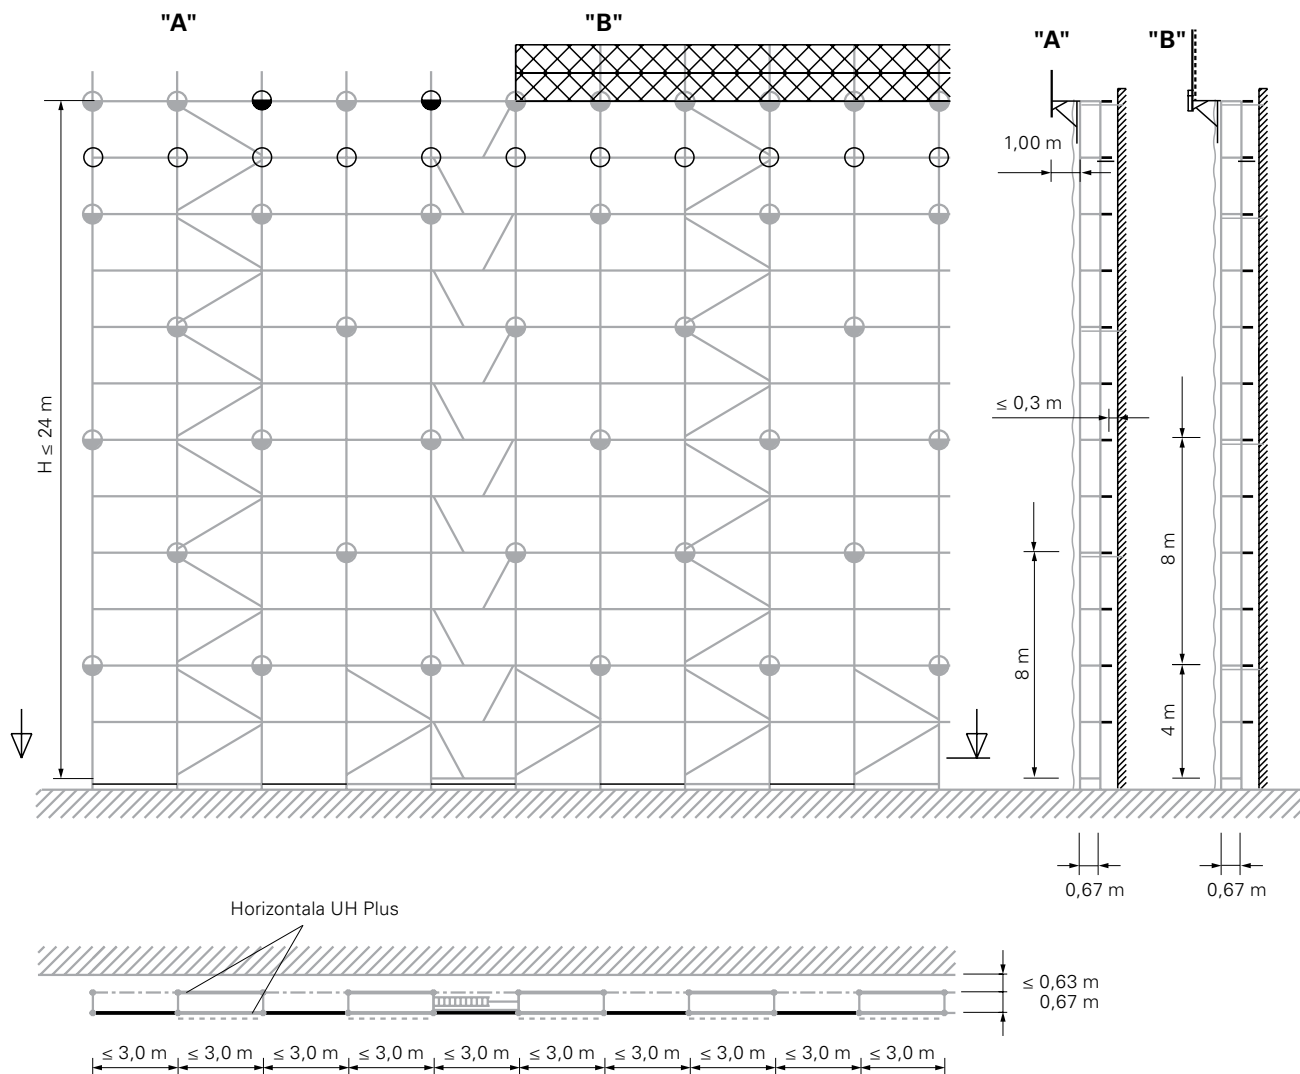 "A"
"B"
"A"
"B"
1,00 m
≤ 0,3 m
H ≤ 24 m
8 m
8 m
4 m
0,67 m
0,67 m
Horizontala UH Plus
≤ 0,63 m
0,67 m
≤ 3,0 m
≤ 3,0 m
≤ 3,0 m
≤ 3,0 m
≤ 3,0 m
≤ 3,0 m
≤ 3,0 m
≤ 3,0 m
≤ 3,0 m
≤ 3,0 m